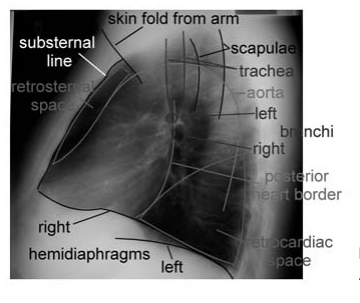 skin fold from arm
substernal
line
scapulae
retrosternal
space
trachea
aorta
left
bronchi
right
posterior
heart border
right
retrocardiac
space
hemidiaphragms
left